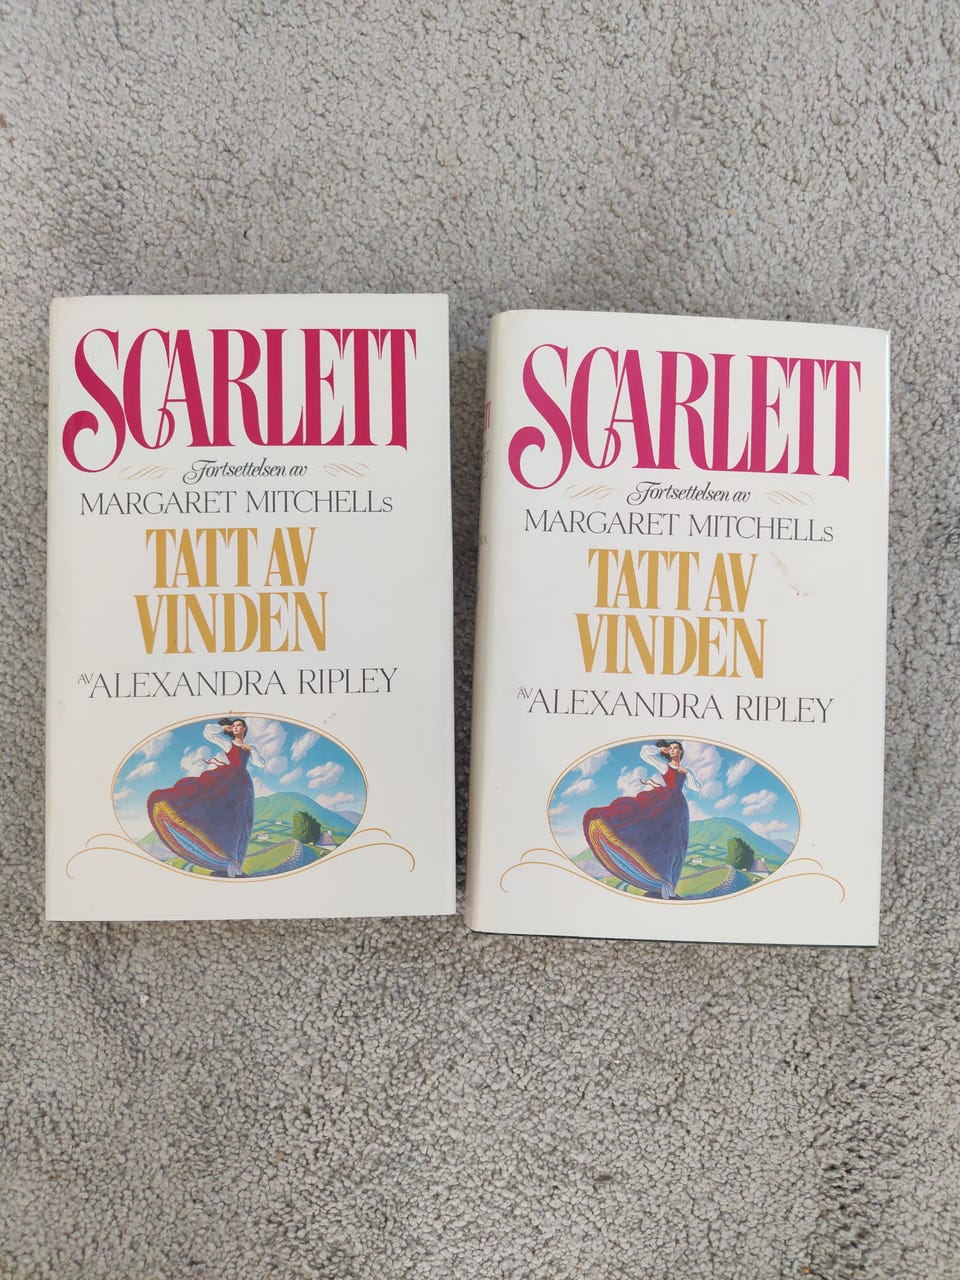 SCARLETT
Fortsettelsen av
MARGARET MITCHELLs
TATT AV
VINDEN
AV ALEXANDRA RIPLEY
SCARLETT
Fortsettelsen av
MARGARET MITCHELLs
TATT AV
VINDEN
AV ALEXANDRA RIPLEY